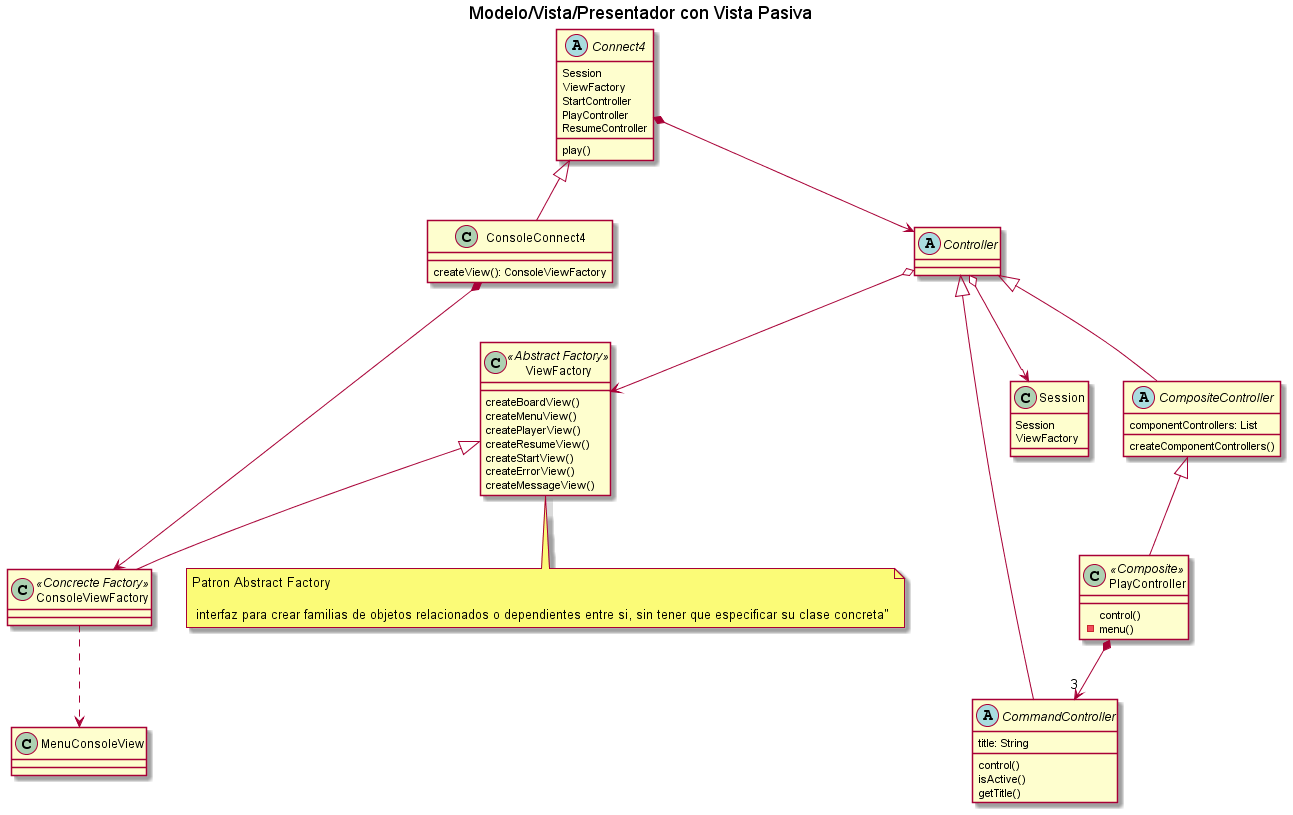 Modelo/Vista/Presentador con Vista Pasiva
A Connect4
Session
ViewFactory
StartController
PlayController
ResumeController
play()
C ConsoleConnect4
createView(): ConsoleViewFactory
A Controller
C «Abstract Factory»
ViewFactory
createBoardView()
createMenuView()
createPlayerView()
createResumeView()
createStartView()
createErrorView()
createMessageView()
C Session
Session
ViewFactory
A CompositeController
componentControllers: List
createComponentControllers()
C «Concrecte Factory»
ConsoleViewFactory
Patron Abstract Factory
interfaz para crear familias de objetos relacionados o dependientes entre si, sin tener que especificar su clase concreta"
C «Composite»
PlayController
control()
menu()
3
C MenuConsoleView
A CommandController
title: String
control()
isActive()
getTitle()